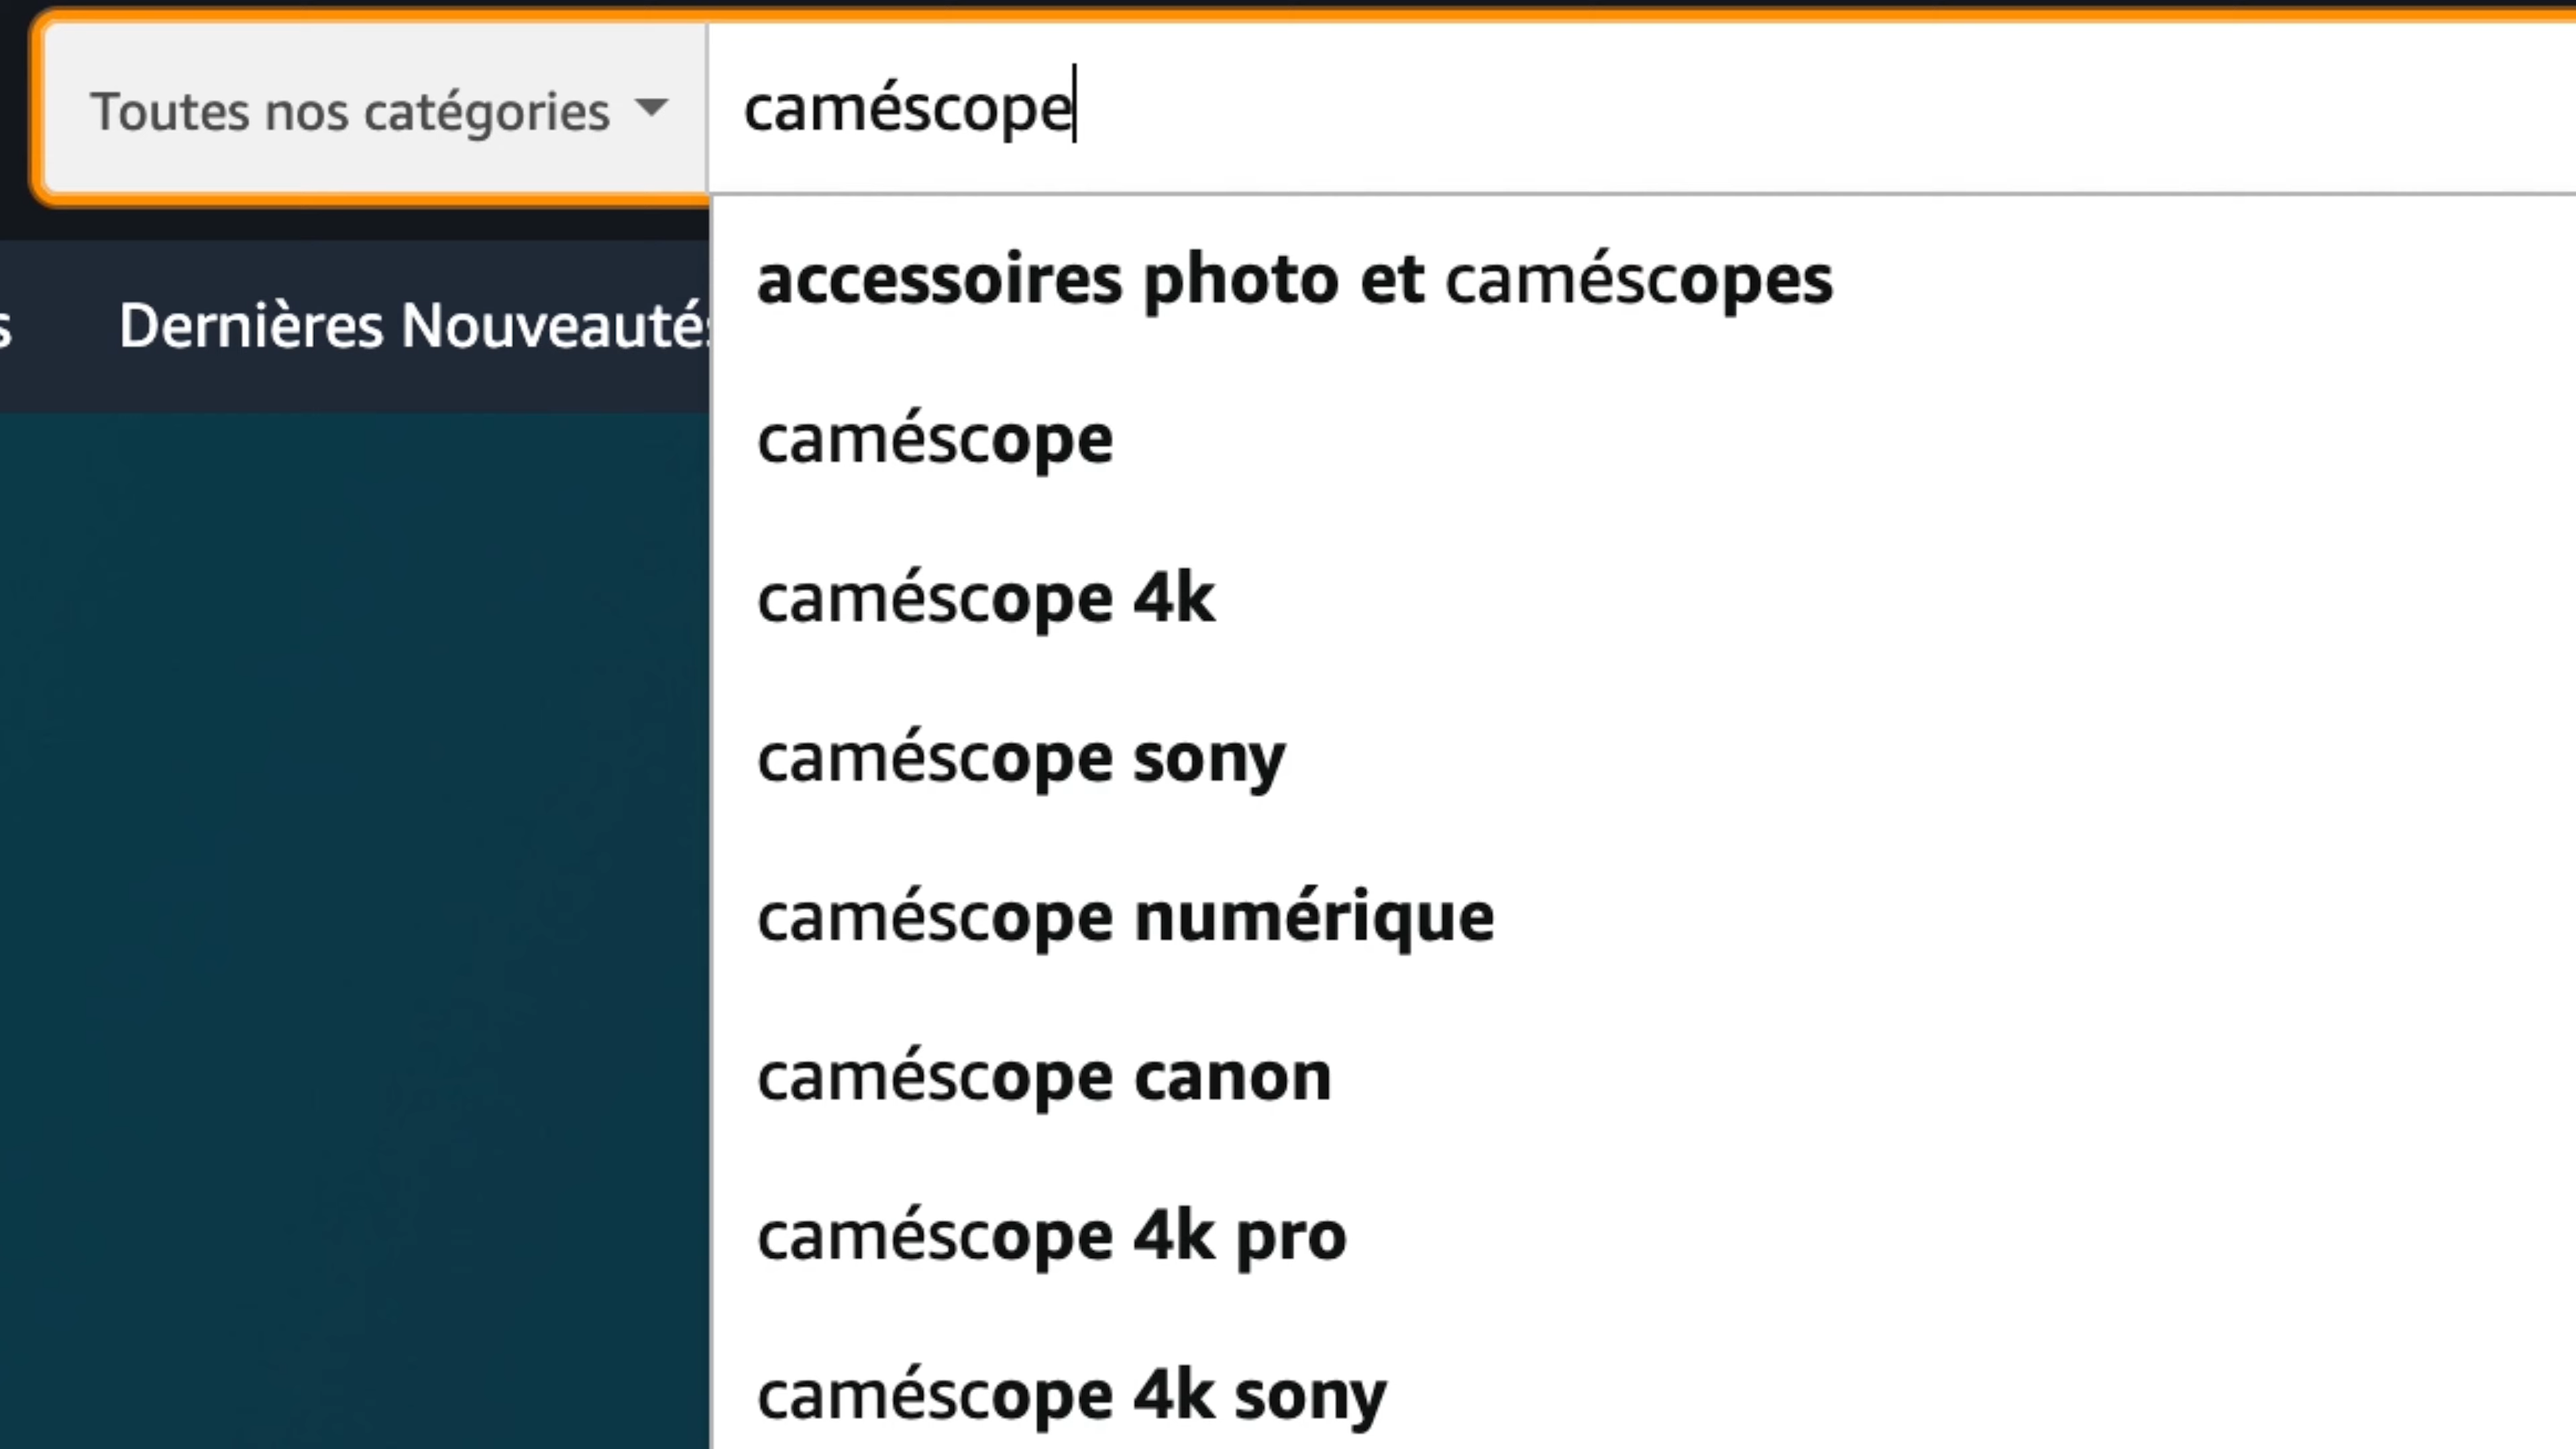 Toutes nos catégories
caméscope
s
Dernières Nouveautés
accessoires photo et caméscopes
caméscope
caméscope 4k
caméscope sony
caméscope numérique
caméscope canon
caméscope 4k pro
caméscope 4k sony